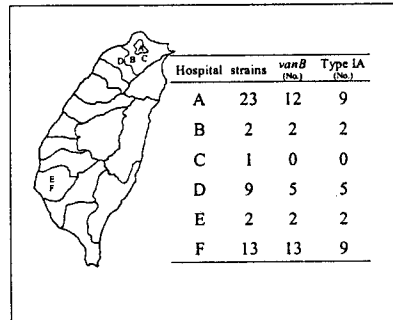 A
D B C
E
F
Hospital strains vanB (No.) Type IA (No.)
A 23 12 9
B 2 2 2
C 1 0 0
D 9 5 5
E 2 2 2
F 13 13 9